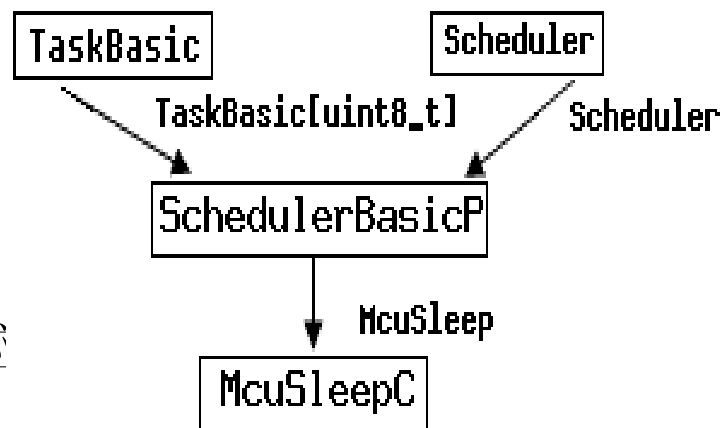 TaskBasic
Scheduler
TaskBasic[uint8_t]
Scheduler
SchedulerBasicP
McuSleep
McuSleepC